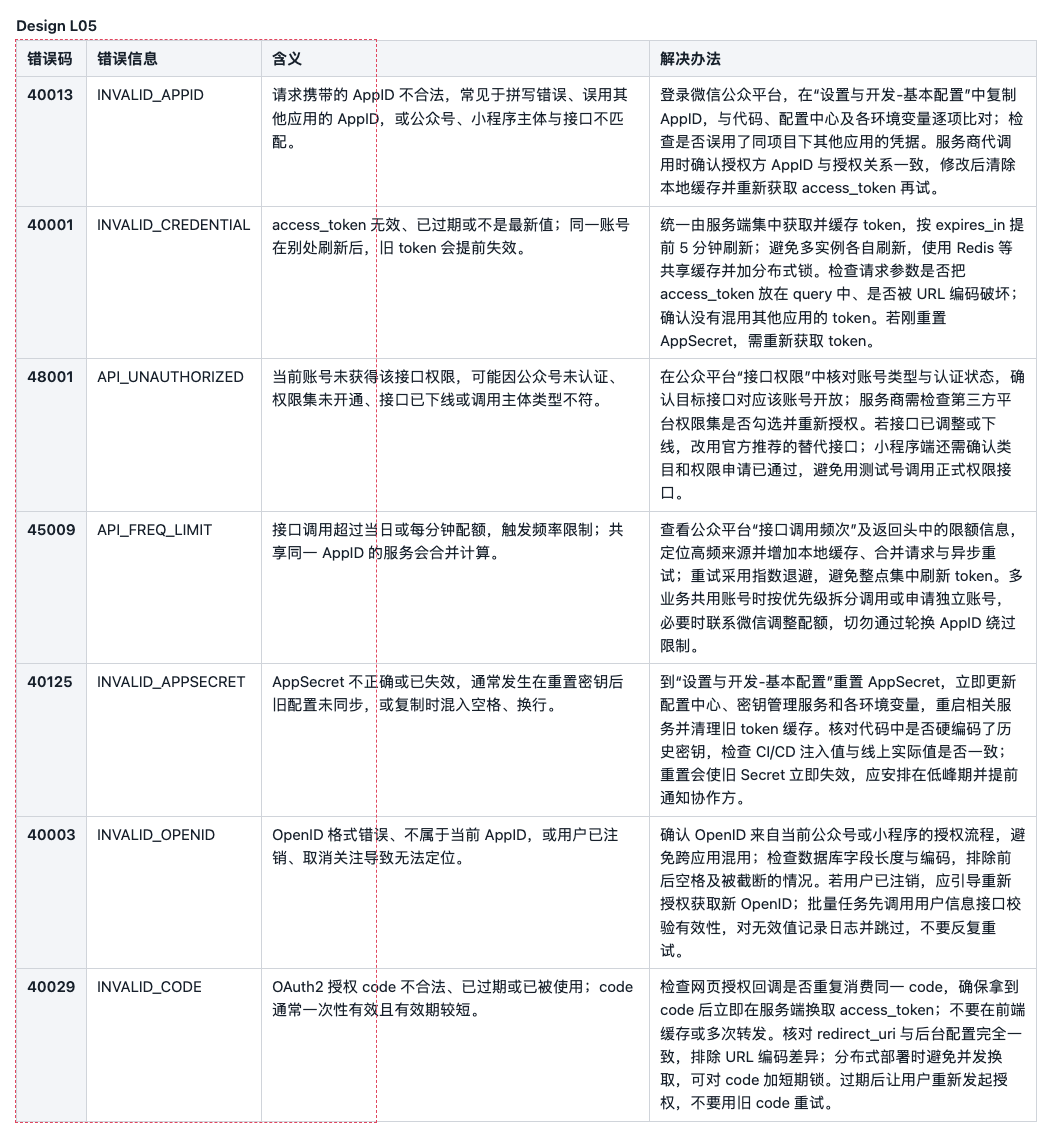 Design L05
错误码 错误信息 含义 解决办法
40013 INVALID_APPID
请求携带的 AppID 不合法，常见于拼写错误、误用其
他应用的 AppID，或公众号、小程序主体与接口不匹
配。
登录微信公众平台，在“设置与开发-基本配置”中复制
AppID，与代码、配置中心及各环境变量逐项比对；检
查是否误用了同项目下其他应用的凭据。服务商代调
用时确认授权方 AppID 与授权关系一致，修改后清除
本地缓存并重新获取 access_token 再试。
40001 INVALID_CREDENTIAL
access_token 无效、已过期或不是最新值；同一账号
在别处刷新后，旧 token 会提前失效。
统一由服务端集中获取并缓存 token，按 expires_in 提
前 5 分钟刷新；避免多实例各自刷新，使用 Redis 等
共享缓存并加分布式锁。检查请求参数是否把
access_token 放在 query 中、是否被 URL 编码破坏；
确认没有混用其他应用的 token。若刚重置
AppSecret，需重新获取 token。
48001 API_UNAUTHORIZED
当前账号未获得该接口权限，可能因公众号未认证、
权限集未开通、接口已下线或调用主体类型不符。
在公众平台“接口权限”中核对账号类型与认证状态，确
认目标接口对应该账号开放；服务商需检查第三方平
台权限集是否勾选并重新授权。若接口已调整或下
线，改用官方推荐的替代接口；小程序端还需确认类
目和权限申请已通过，避免用测试号调用正式权限接
口。
45009 API_FREQ_LIMIT
接口调用超过当日或每分钟配额，触发频率限制；共
享同一 AppID 的服务会合并计算。
查看公众平台“接口调用频次”及返回头中的限额信息，
定位高频来源并增加本地缓存、合并请求与异步重
试；重试采用指数退避，避免整点集中刷新 token。多
业务共用账号时按优先级拆分调用或申请独立账号，
必要时联系微信调整配额，切勿通过轮换 AppID 绕过
限制。
40125 INVALID_APPSECRET
AppSecret 不正确或已失效，通常发生在重置密钥后
旧配置未同步，或复制时混入空格、换行。
到“设置与开发-基本配置”重置 AppSecret，立即更新
配置中心、密钥管理服务和各环境变量，重启相关服
务并清理旧 token 缓存。核对代码中是否硬编码了历
史密钥，检查 CI/CD 注入值与线上实际值是否一致；
重置会使旧 Secret 立即失效，应安排在低峰期并提前
通知协作方。
40003 INVALID_OPENID
OpenID 格式错误、不属于当前 AppID，或用户已注
销、取消关注导致无法定位。
确认 OpenID 来自当前公众号或小程序的授权流程，避
免跨应用混用；检查数据库字段长度与编码，排除前
后空格及被截断的情况。若用户已注销，应引导重新
授权获取新 OpenID；批量任务先调用用户信息接口校
验有效性，对无效值记录日志并跳过，不要反复重
试。
40029 INVALID_CODE
OAuth2 授权 code 不合法、已过期或已被使用；code
通常一次性有效且有效期较短。
检查网页授权回调是否重复消费同一 code，确保拿到
code 后立即在服务端换取 access_token；不要在前端
缓存或多次转发。核对 redirect_uri 与后台配置完全一
致，排除 URL 编码差异；分布式部署时避免并发换
取，可对 code 加短期锁。过期后让用户重新发起授
权，不要用旧 code 重试。